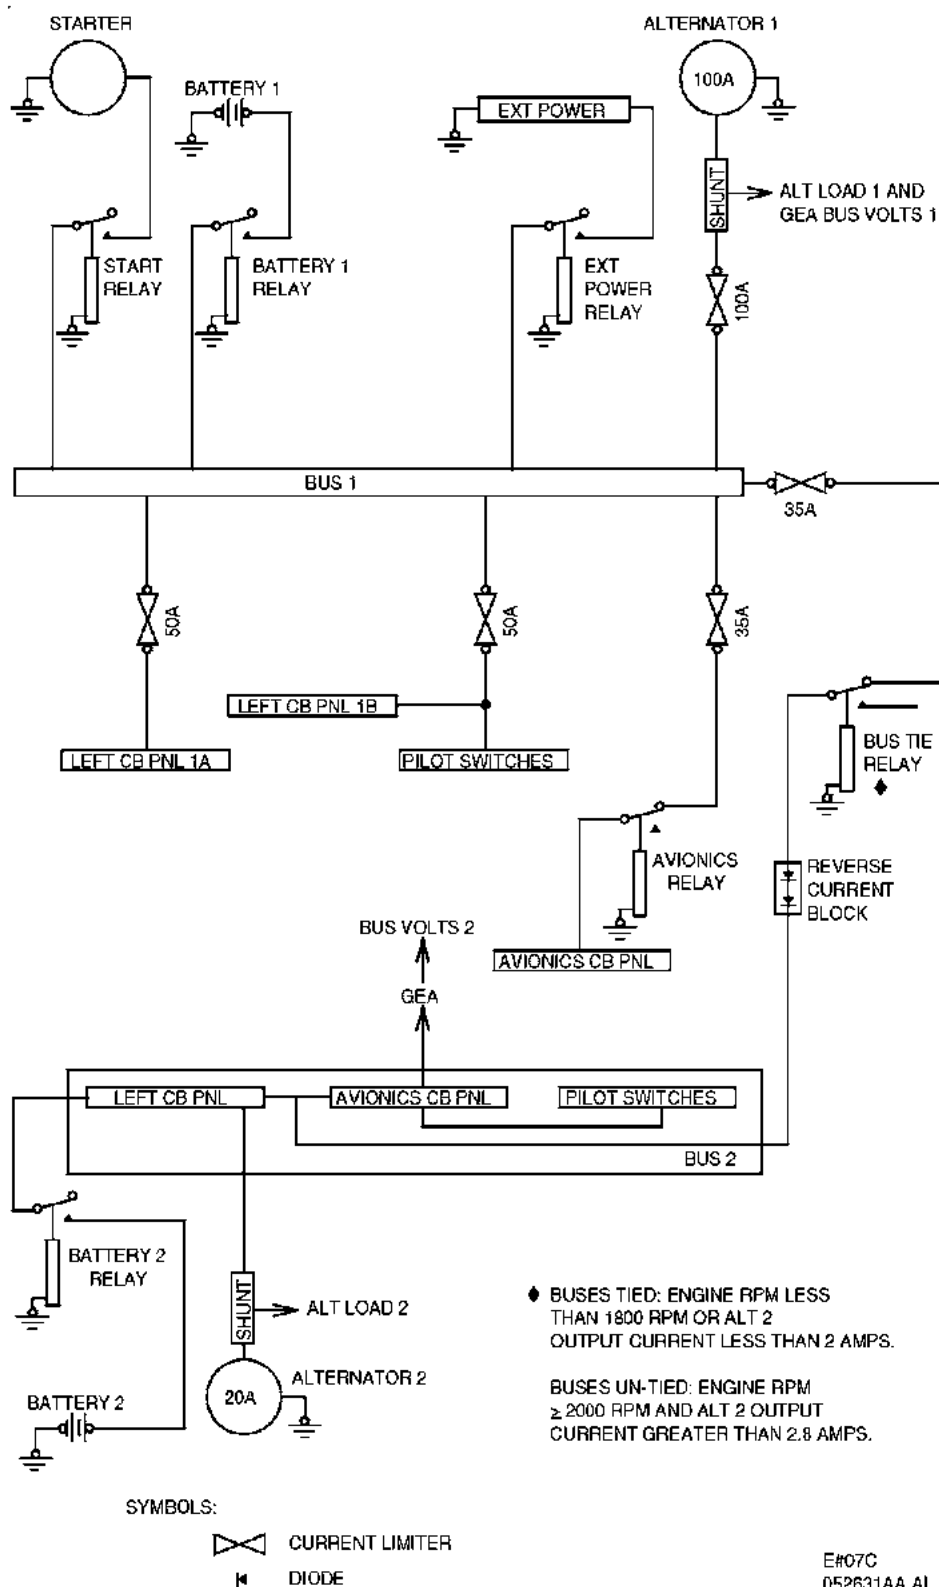 STARTER
ALTERNATOR 1
100A
BATTERY 1
EXT POWER
SHUNT
ALT LOAD 1 AND
GEA BUS VOLTS 1
START
RELAY
BATTERY 1
RELAY
EXT
POWER
RELAY
100A
BUS 1
35A
50A
50A
35A
LEFT CB PNL 1B
LEFT CB PNL 1A
PILOT SWITCHES
BUS TIE
RELAY
AVIONICS
RELAY
REVERSE
CURRENT
BLOCK
BUS VOLTS 2
AVIONICS CB PNL
GEA
LEFT CB PNL
AVIONICS CB PNL
PILOT SWITCHES
BUS 2
BATTERY 2
RELAY
SHUNT
ALT LOAD 2
20A
ALTERNATOR 2
BATTERY 2
BUSES TIED: ENGINE RPM LESS
THAN 1800 RPM OR ALT 2
OUTPUT CURRENT LESS THAN 2 AMPS.
BUSES UN-TIED: ENGINE RPM
≥ 2000 RPM AND ALT 2 OUTPUT
CURRENT GREATER THAN 2.8 AMPS.
SYMBOLS:
CURRENT LIMITER
DIODE
E#07C
052631AA.AI